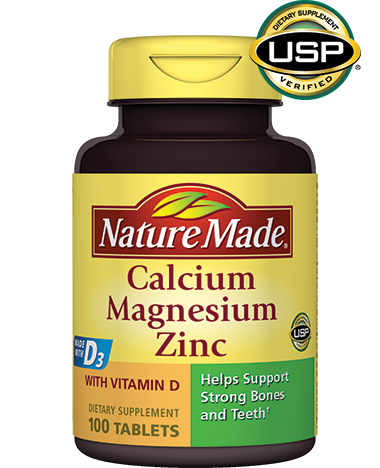 DIETARY SUPPLEMENT
USP
VERIFIED
Nature Made®
Calcium
Magnesium
Zinc
MADE WITH
D3
USP
WITH VITAMIN D
DIETARY SUPPLEMENT
100 TABLETS
Helps Support
Strong Bones
and Teeth†